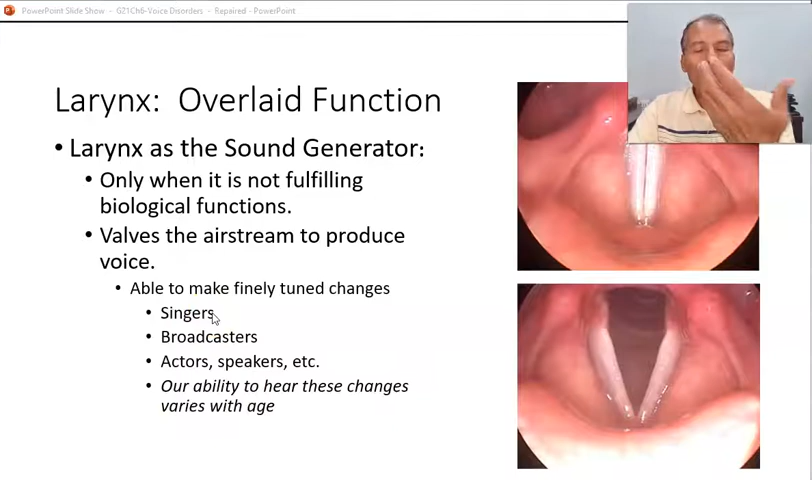 PowerPoint Slide Show - GZ1Ch6-Voice Disorders - Repaired - PowerPoint
Larynx: Overlaid Function
• Larynx as the Sound Generator:
• Only when it is not fulfilling
biological functions.
• Valves the airstream to produce
voice.
• Able to make finely tuned changes
• Singers
• Broadcasters
• Actors, speakers, etc.
• Our ability to hear these changes
varies with age